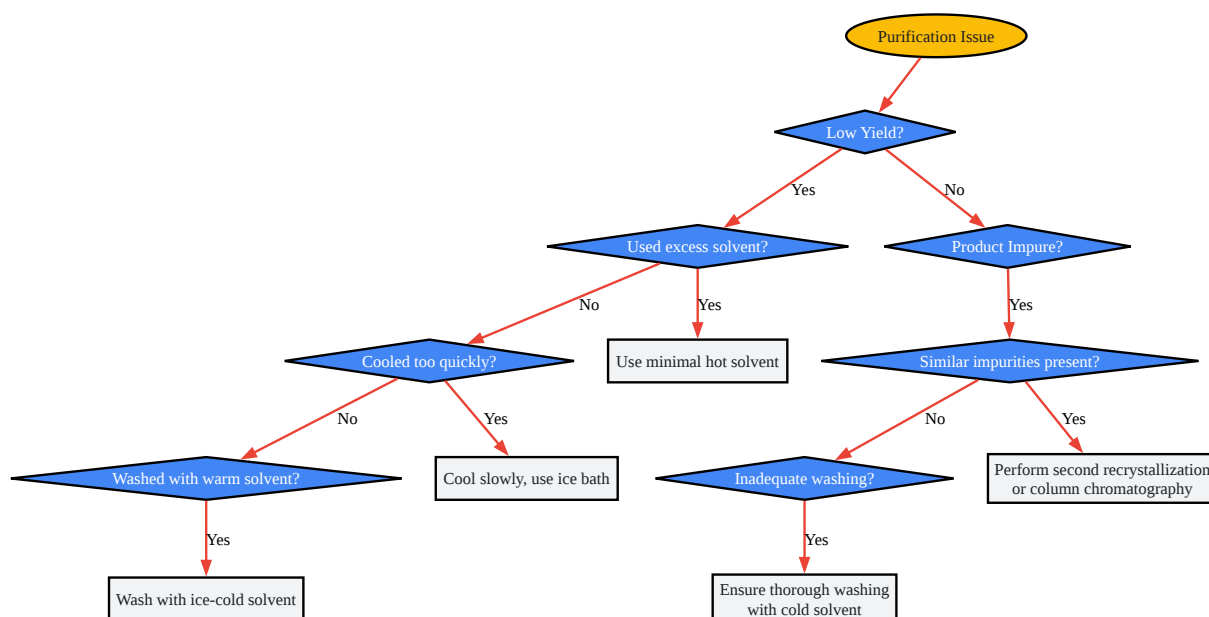 Purification Issue
Low Yield?
Yes
No
Used excess solvent?
Product Impure?
No
Yes
Yes
Cooled too quickly?
Use minimal hot solvent
Similar impurities present?
No
Yes
No
Yes
Washed with warm solvent?
Cool slowly, use ice bath
Inadequate washing?
Perform second recrystallization
or column chromatography
Yes
Yes
Wash with ice-cold solvent
Ensure thorough washing
with cold solvent